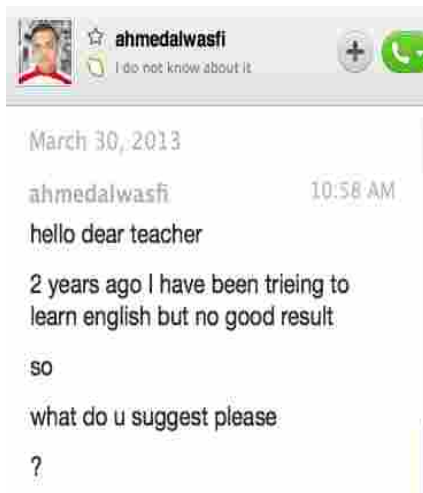 ahmedalwasfi
I do not know about it
March 30, 2013
ahmedalwasfi 10:58 AM
hello dear teacher
2 years ago I have been trieing to
learn english but no good result
so
what do u suggest please
?